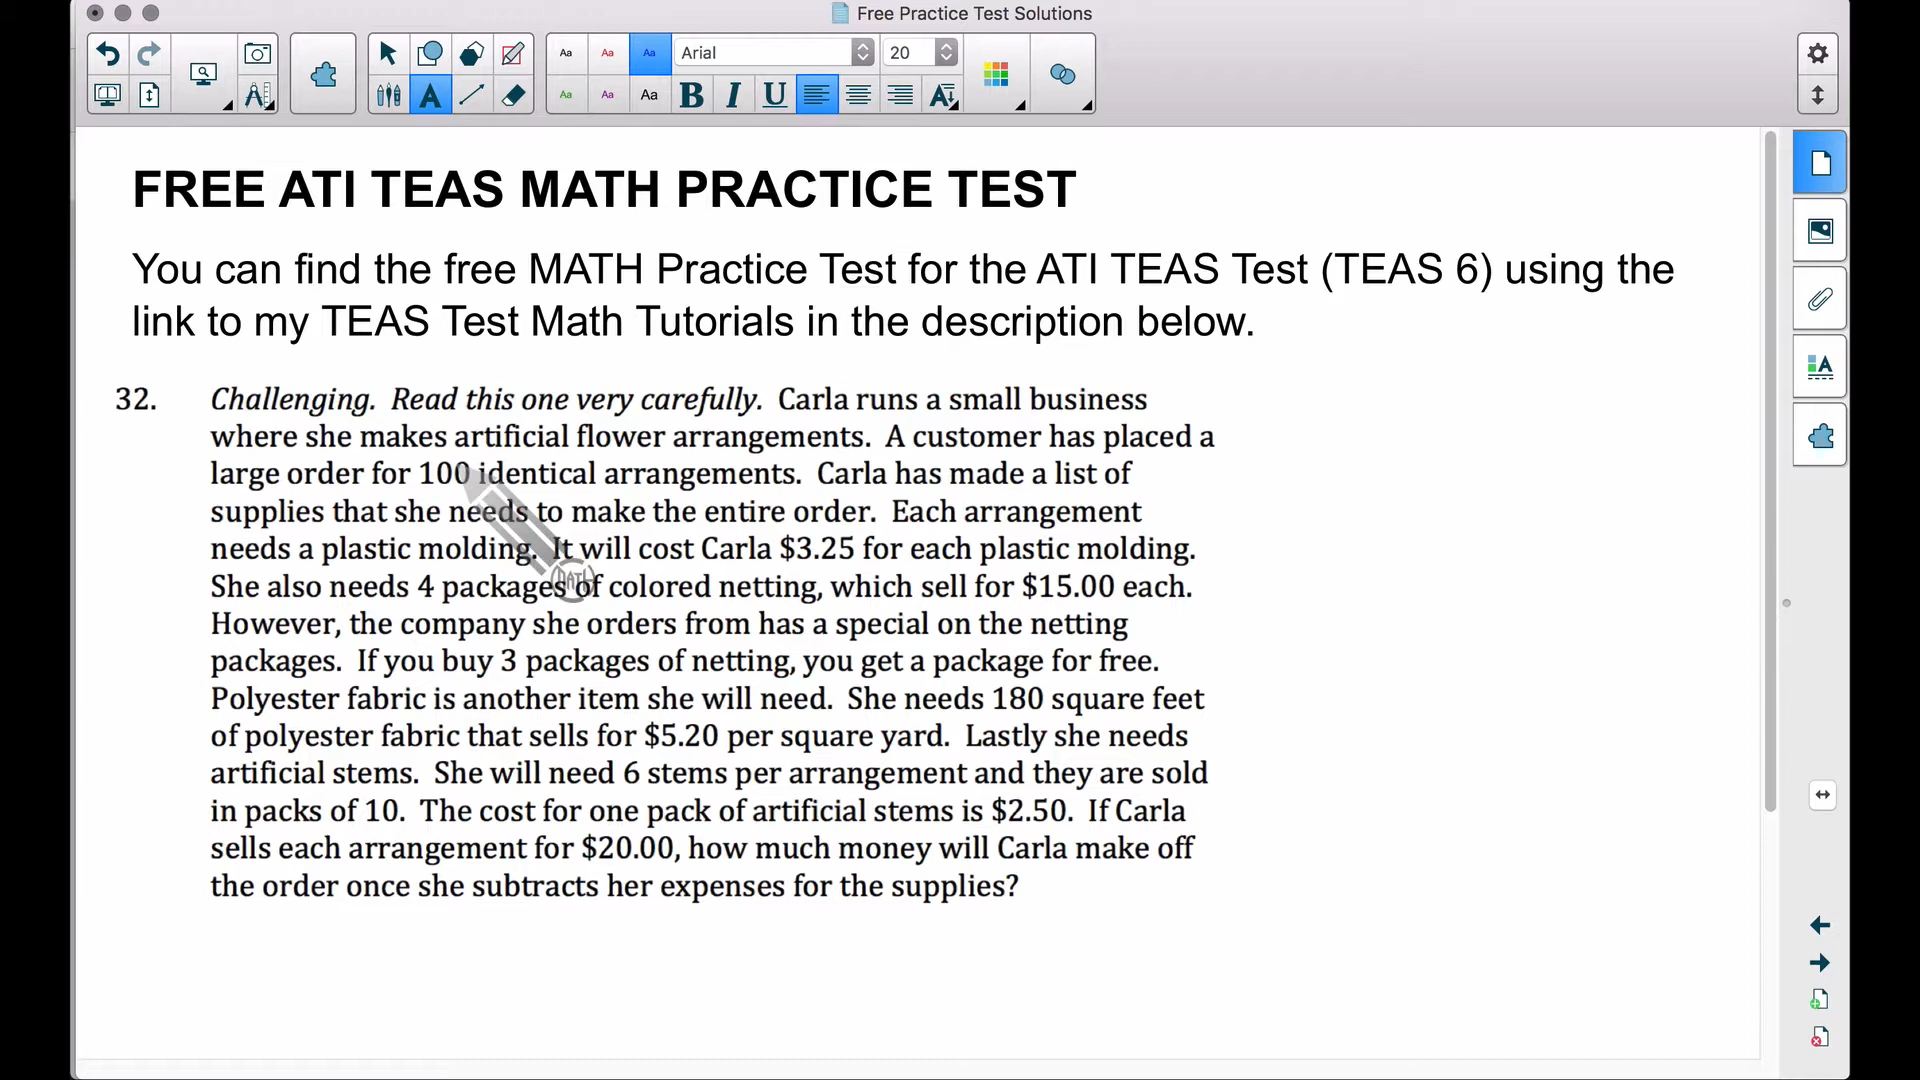 Free Practice Test Solutions
Aa Aa Aa Arial 20
A
Aa Aa Aa B I U A
FREE ATI TEAS MATH PRACTICE TEST
You can find the free MATH Practice Test for the ATI TEAS Test (TEAS 6) using the
link to my TEAS Test Math Tutorials in the description below.
32. Challenging. Read this one very carefully. Carla runs a small business
where she makes artificial flower arrangements. A customer has placed a
large order for 100 identical arrangements. Carla has made a list of
supplies that she needs to make the entire order. Each arrangement
needs a plastic molding. It will cost Carla $3.25 for each plastic molding.
She also needs 4 packages of colored netting, which sell for $15.00 each.
However, the company she orders from has a special on the netting
packages. If you buy 3 packages of netting, you get a package for free.
Polyester fabric is another item she will need. She needs 180 square feet
of polyester fabric that sells for $5.20 per square yard. Lastly she needs
artificial stems. She will need 6 stems per arrangement and they are sold
in packs of 10. The cost for one pack of artificial stems is $2.50. If Carla
sells each arrangement for $20.00, how much money will Carla make off
the order once she subtracts her expenses for the supplies?